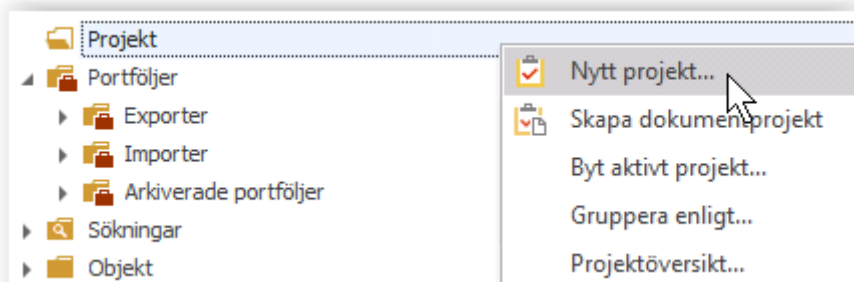 Projekt
Portföljer
Exporter
Importer
Arkiverade portföljer
Sökningar
Objekt
Nytt projekt...
Skapa dokumentprojekt
Byt aktivt projekt...
Gruppera enligt...
Projektöversikt...